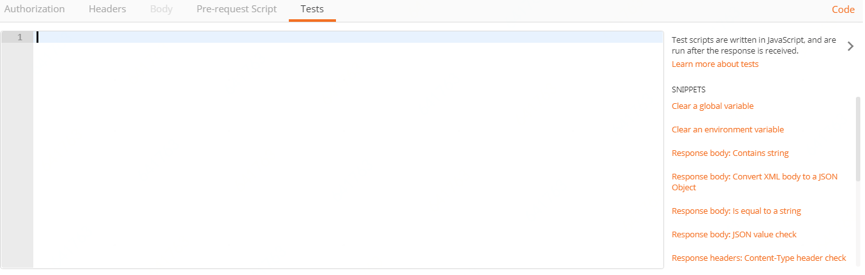 Authorization Headers Body Pre-request Script Tests Code
1
Test scripts are written in JavaScript, and are
run after the response is received.
Learn more about tests
SNIPPETS
Clear a global variable
Clear an environment variable
Response body: Contains string
Response body: Convert XML body to a JSON
Object
Response body: Is equal to a string
Response body: JSON value check
Response headers: Content-Type header check